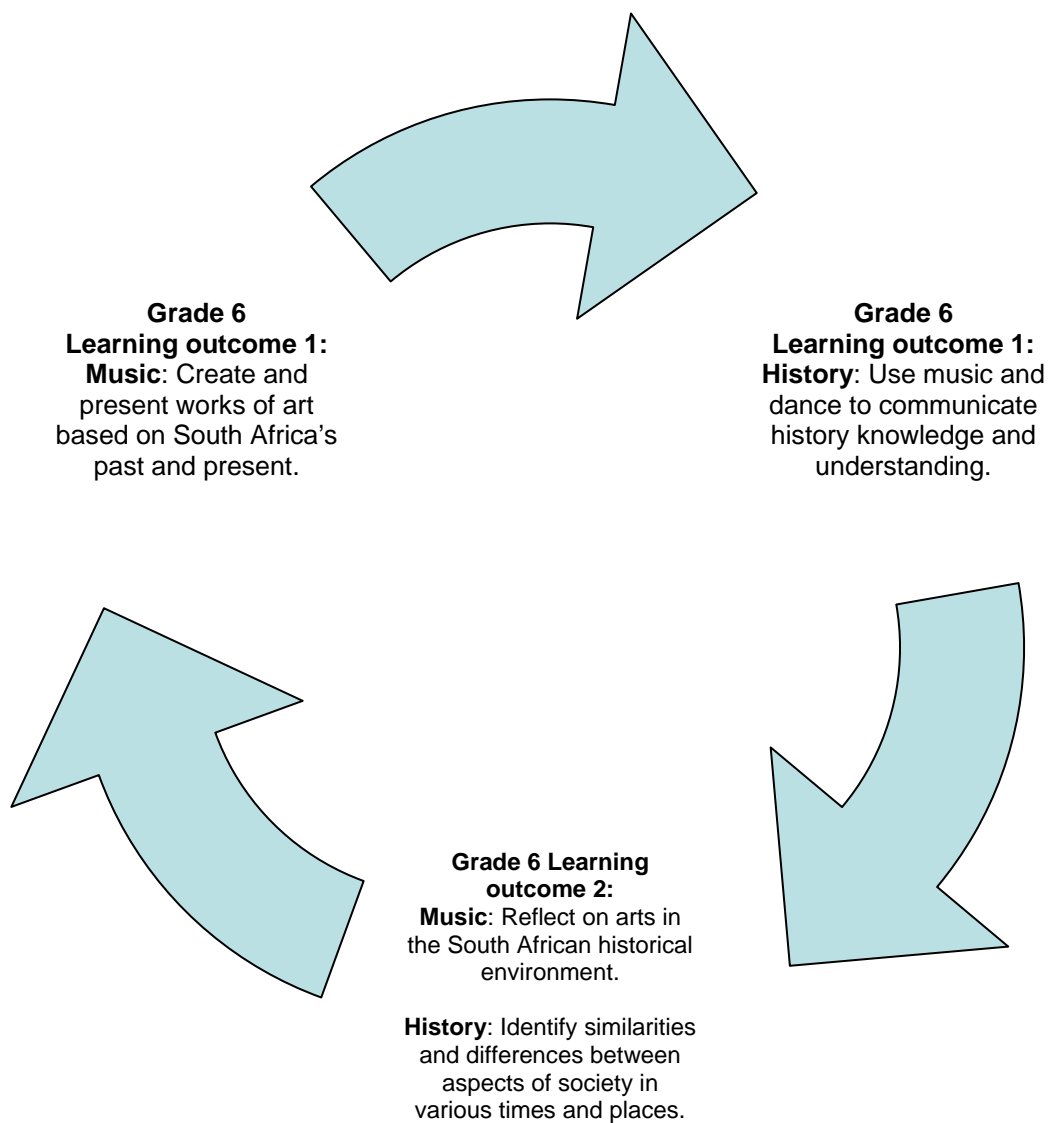 Grade 6
Learning outcome 1:
Music: Create and
present works of art
based on South Africa's
past and present.
Grade 6
Learning outcome 1:
History: Use music and
dance to communicate
history knowledge and
understanding.
Grade 6 Learning
outcome 2:
Music: Reflect on arts in
the South African historical
environment.
History: Identify similarities
and differences between
aspects of society in
various times and places.